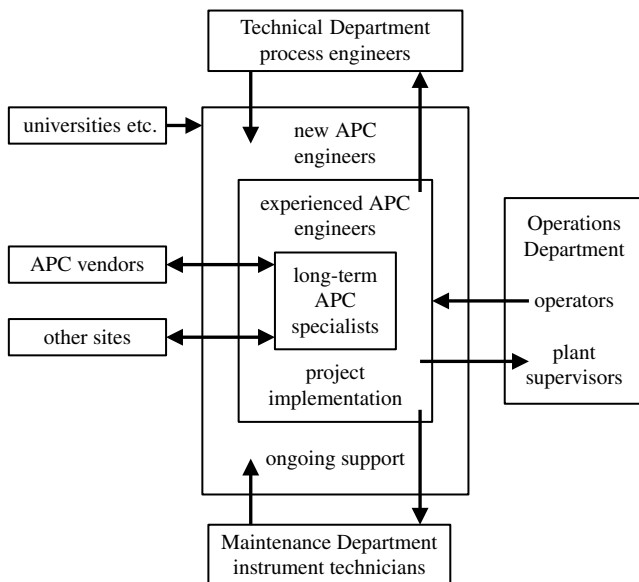 Technical Department
process engineers
universities etc.
new APC
engineers
experienced APC
engineers
Operations
Department
APC vendors
long-term
APC
specialists
operators
other sites
plant
supervisors
project
implementation
ongoing support
Maintenance Department
instrument technicians